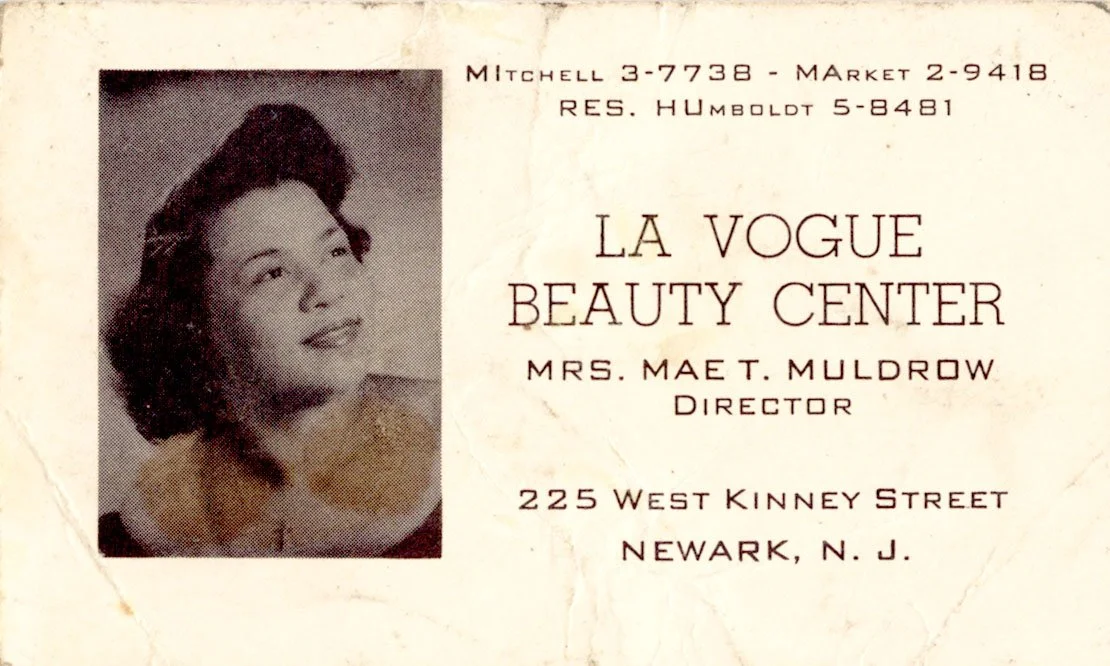 MITCHELL 3-7738 - MARKET 2-9418
RES. HUMBOLDT 5-8481
LA VOGUE
BEAUTY CENTER
MRS. MAE T. MULDROW
DIRECTOR
225 WEST KINNEY STREET
NEWARK, N. J.